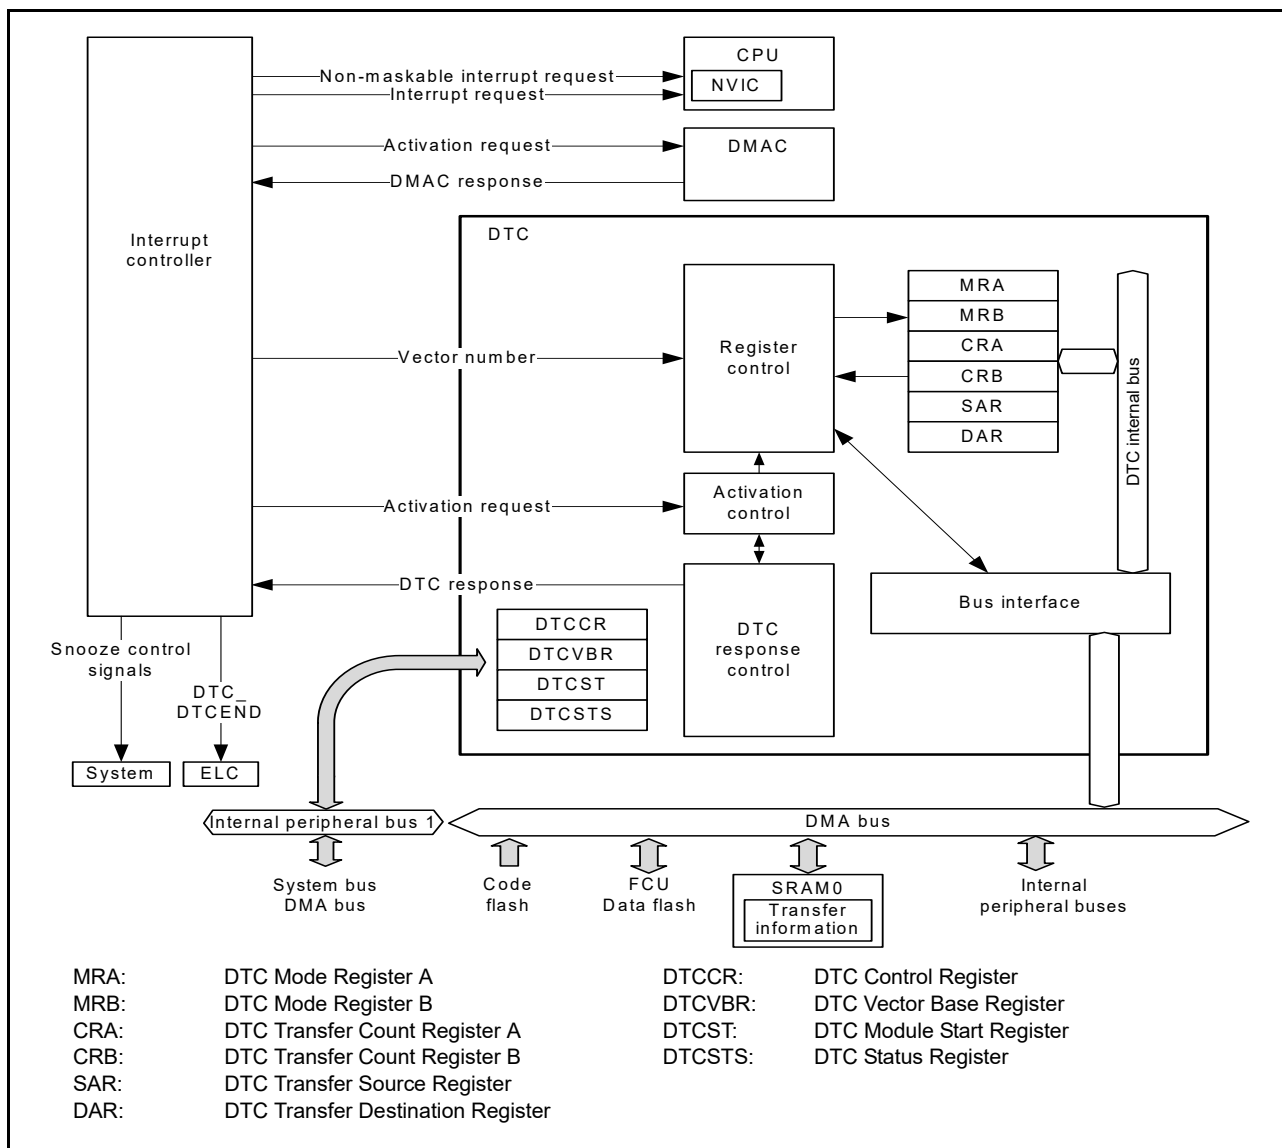 CPU
Non-maskable interrupt request
NVIC
Interrupt request
Activation request
DMAC
DMAC response
DTC
Interrupt
controller
MRA
MRB
CRA
CRB
SAR
DAR
Register
control
Vector number
DTC internal bus
Activation request
Activation
control
DTC response
Bus interface
DTCCR
DTCVBR
DTCST
DTCSTS
DTC
response
control
Snooze control
signals
DTC_
DTCEND
System
ELC
Internal peripheral bus 1
DMA bus
System bus
DMA bus
Code
flash
FCU
Data flash
SRAM0
Transfer
information
Internal
peripheral buses
MRA: DTC Mode Register A
MRB: DTC Mode Register B
CRA: DTC Transfer Count Register A
CRB: DTC Transfer Count Register B
SAR: DTC Transfer Source Register
DAR: DTC Transfer Destination Register
DTCCR: DTC Control Register
DTCVBR: DTC Vector Base Register
DTCST: DTC Module Start Register
DTCSTS: DTC Status Register